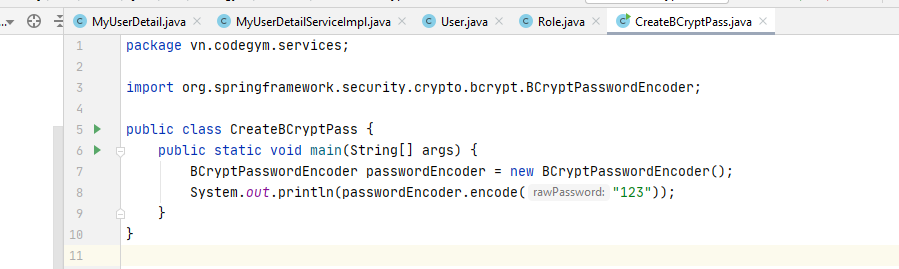 MyUserDetail.java MyUserDetailServiceImpl.java User.java Role.java CreateBCryptPass.java
1 package vn.codegym.services;
2
3 import org.springframework.security.crypto.bcrypt.BCryptPasswordEncoder;
4
5 public class CreateBCryptPass {
6 public static void main(String[] args) {
7 BCryptPasswordEncoder passwordEncoder = new BCryptPasswordEncoder();
8 System.out.println(passwordEncoder.encode( rawPassword: "123"));
9 }
10 }
11